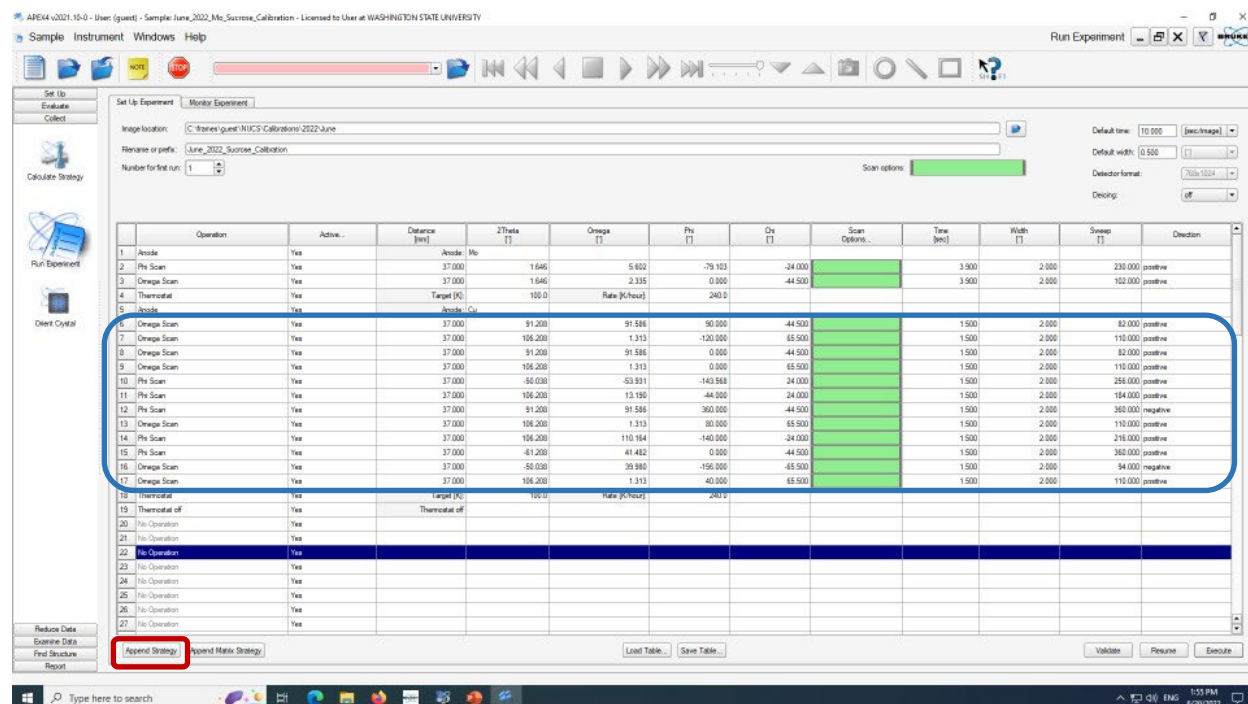 APEX4 v2021.10-0 - User: (guest) - Sample: June_2022_Mo_Sucrose_Calibration - Licensed to User at WASHINGTON STATE UNIVERSITY
Sample Instrument Windows Help Run Experiment BRUKER
NOTE STOP SHIFT F1
Set Up
Evaluate
Collect
Calculate Strategy
Run Experiment
Orient Crystal
Reduce Data
Examine Data
Find Structure
Report
Set Up Experiment Monitor Experiment
Image location: C:\frames\guest\NUCS\Calibrations\2022\June
Filename or prefix: June_2022_Sucrose_Calibration
Number for first run: 1 Scan options:
Default time: 10.000 [sec/image]
Default width: 0.500 [°]
Detector format: 768x1024
Deicing: off
Operation Active... Distance [mm] 2Theta [°] Omega [°] Phi [°] Chi [°] Scan Options... Time [sec] Width [°] Sweep [°] Direction
1 Anode Yes Anode: Mo
2 Phi Scan Yes 37.000 1.646 5.602 -79.103 -24.000 3.900 2.000 230.000 positive
3 Omega Scan Yes 37.000 1.646 2.335 0.000 -44.500 3.900 2.000 102.000 positive
4 Thermostat Yes Target [K]: 100.0 Rate [K/hour]: 240.0
5 Anode Yes Anode: Cu
6 Omega Scan Yes 37.000 91.208 91.586 90.000 -44.500 1.500 2.000 82.000 positive
7 Omega Scan Yes 37.000 106.208 1.313 -120.000 65.500 1.500 2.000 110.000 positive
8 Omega Scan Yes 37.000 91.208 91.586 0.000 -44.500 1.500 2.000 82.000 positive
9 Omega Scan Yes 37.000 106.208 1.313 0.000 65.500 1.500 2.000 110.000 positive
10 Phi Scan Yes 37.000 -50.038 -53.931 -143.568 24.000 1.500 2.000 256.000 positive
11 Phi Scan Yes 37.000 106.208 13.190 -44.000 24.000 1.500 2.000 184.000 positive
12 Phi Scan Yes 37.000 91.208 91.586 360.000 -44.500 1.500 2.000 360.000 negative
13 Omega Scan Yes 37.000 106.208 1.313 80.000 65.500 1.500 2.000 110.000 positive
14 Phi Scan Yes 37.000 106.208 110.164 -140.000 -24.000 1.500 2.000 216.000 positive
15 Phi Scan Yes 37.000 -61.208 41.482 0.000 -44.500 1.500 2.000 360.000 positive
16 Omega Scan Yes 37.000 -50.038 39.980 -156.000 -65.500 1.500 2.000 94.000 negative
17 Omega Scan Yes 37.000 106.208 1.313 40.000 65.500 1.500 2.000 110.000 positive
18 Thermostat Yes Target [K]: 100.0 Rate [K/hour]: 240.0
19 Thermostat off Yes Thermostat off
20 No Operation Yes
21 No Operation Yes
22 No Operation Yes
23 No Operation Yes
24 No Operation Yes
25 No Operation Yes
26 No Operation Yes
27 No Operation Yes
Append Strategy Append Matrix Strategy Load Table... Save Table... Validate Resume Execute
Type here to search ENG 1:55 PM